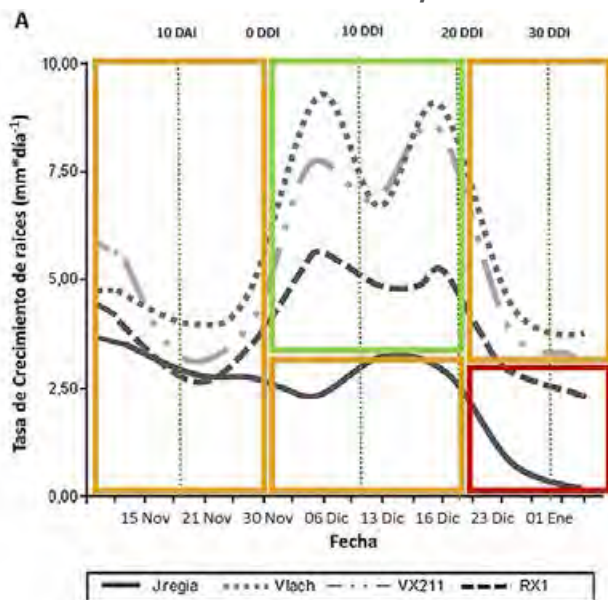 A
10 DAI 0 DDI 10 DDI 20 DDI 30 DDI
Tasa de Crecimiento de raíces (mm*dia-1)
10,00
7,50
5,00
2,50
0,00
15 Nov 21 Nov 30 Nov 06 Dic 13 Dic 16 Dic 23 Dic 01 Ene
Fecha
J.regia Vlach VX211 RX1